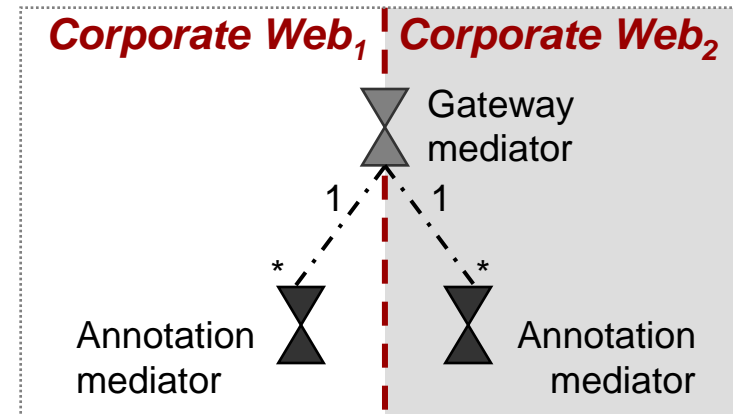 Corporate Web1 Corporate Web2
Gateway
mediator
1 1
* *
Annotation
mediator
Annotation
mediator